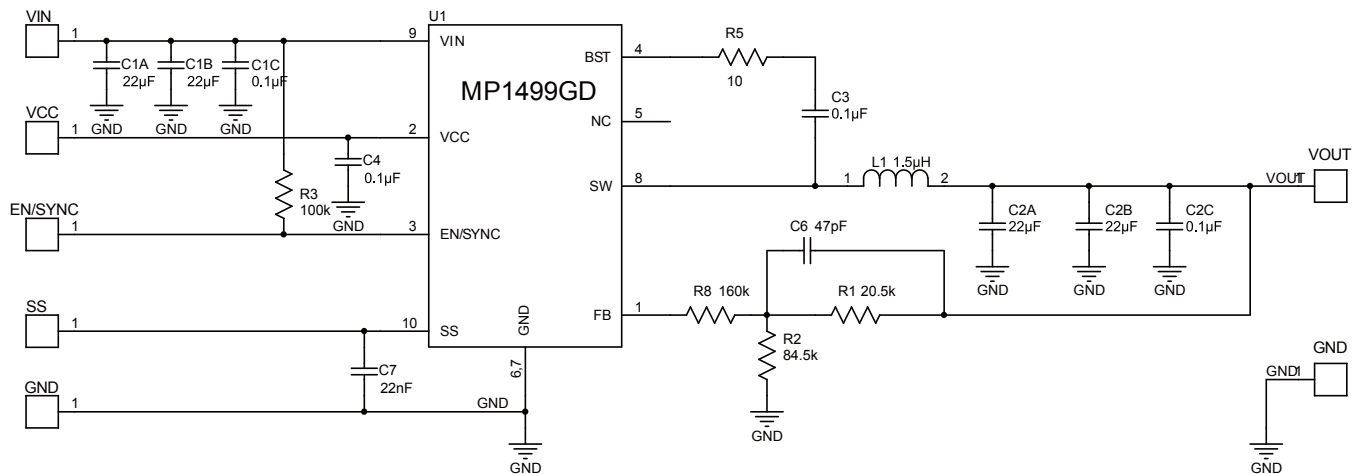 VIN
1
U1
9
VIN
C1A
22µF
GND
C1B
22µF
GND
C1C
0.1µF
GND
MP1499GD
BST
4
R5
10
C3
0.1µF
NC
5
VCC
1
2
VCC
C4
0.1µF
GND
R3
100k
SW
8
1
L1 1.5µH
2
VOUT
VOUT
1
C2A
22µF
GND
C2B
22µF
GND
C2C
0.1µF
GND
EN/SYNC
1
3
EN/SYNC
C6 47pF
R8 160k
R1 20.5k
FB
1
R2
84.5k
GND
SS
1
10
SS
GND
6,7
C7
22nF
GND
1
GND
GND
GND
GND
1
GND